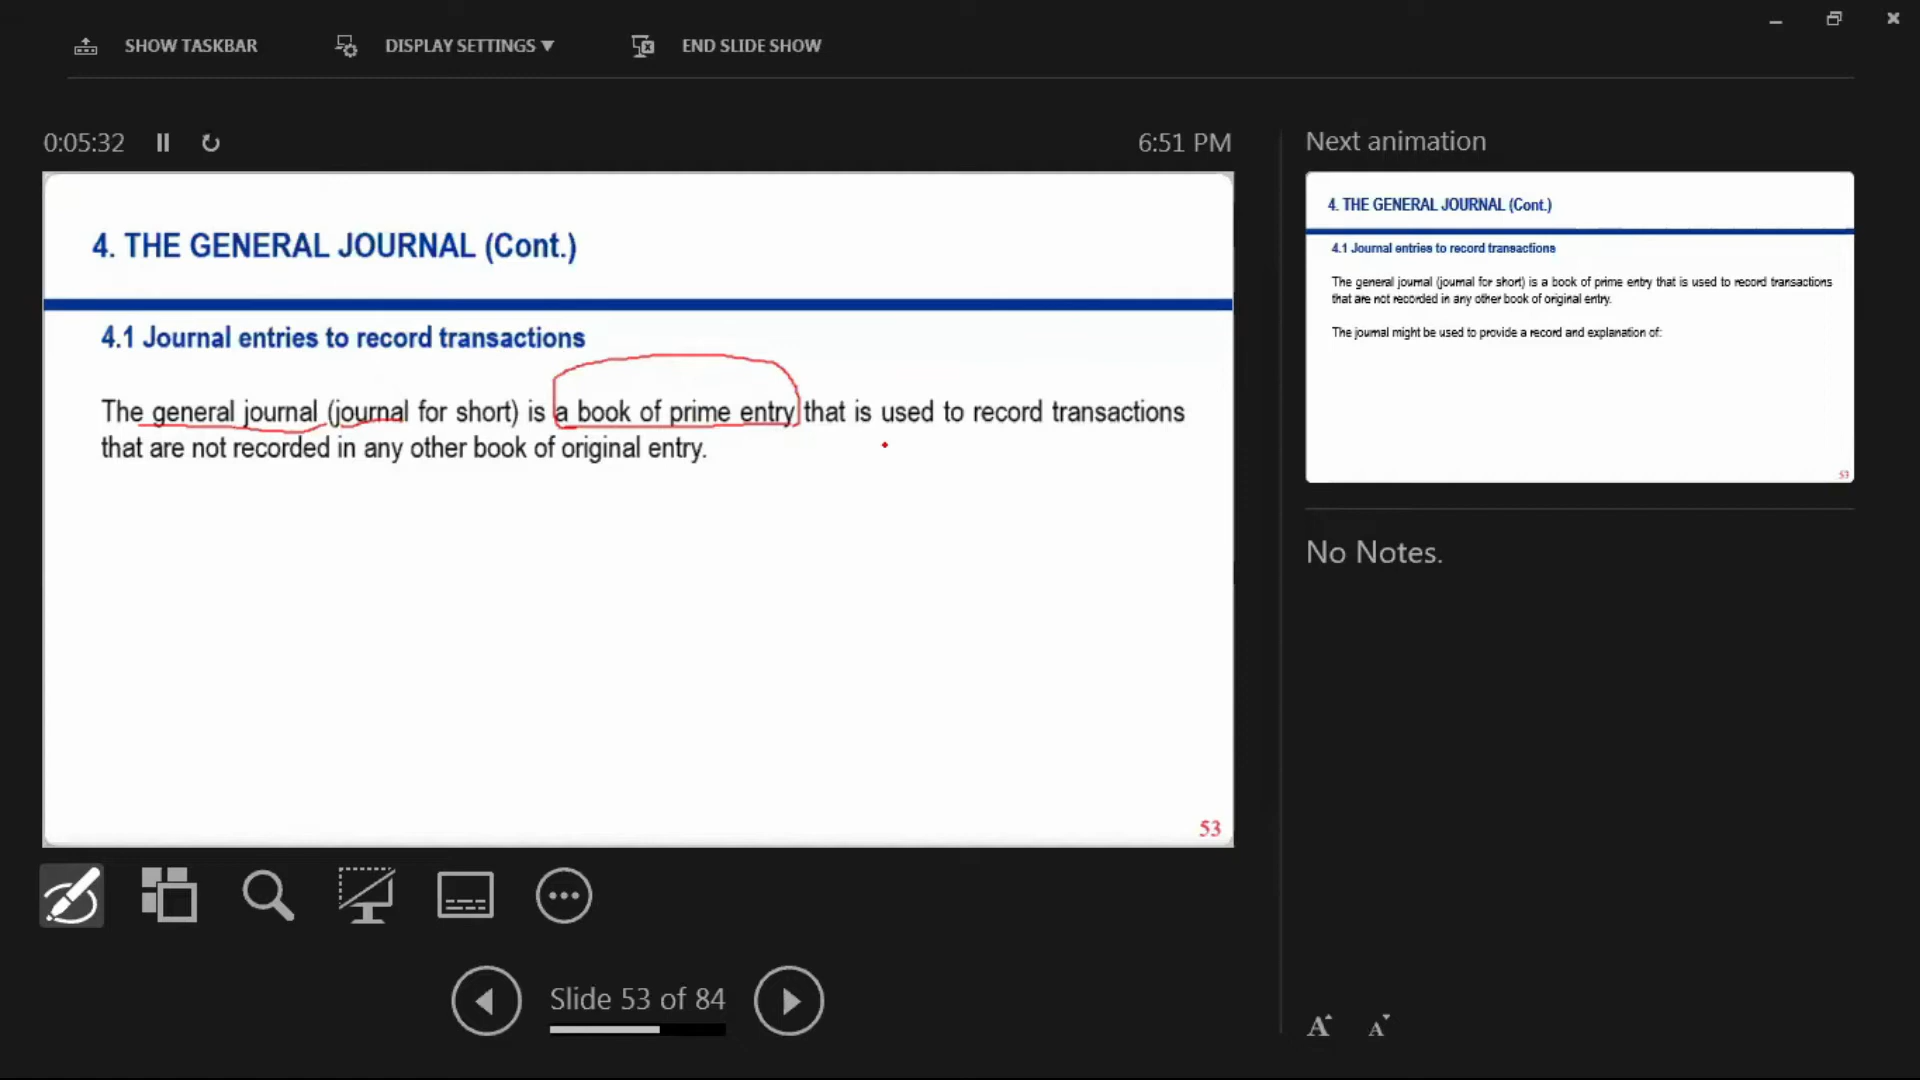 SHOW TASKBAR
DISPLAY SETTINGS ▼
END SLIDE SHOW
0:05:32
6:51 PM
4. THE GENERAL JOURNAL (Cont.)
4.1 Journal entries to record transactions
The general journal (journal for short) is a book of prime entry that is used to record transactions
that are not recorded in any other book of original entry.
53
Slide 53 of 84
Next animation
4. THE GENERAL JOURNAL (Cont.)
4.1 Journal entries to record transactions
The general journal (journal for short) is a book of prime entry that is used to record transactions
that are not recorded in any other book of original entry.
The journal might be used to provide a record and explanation of:
53
No Notes.
A A